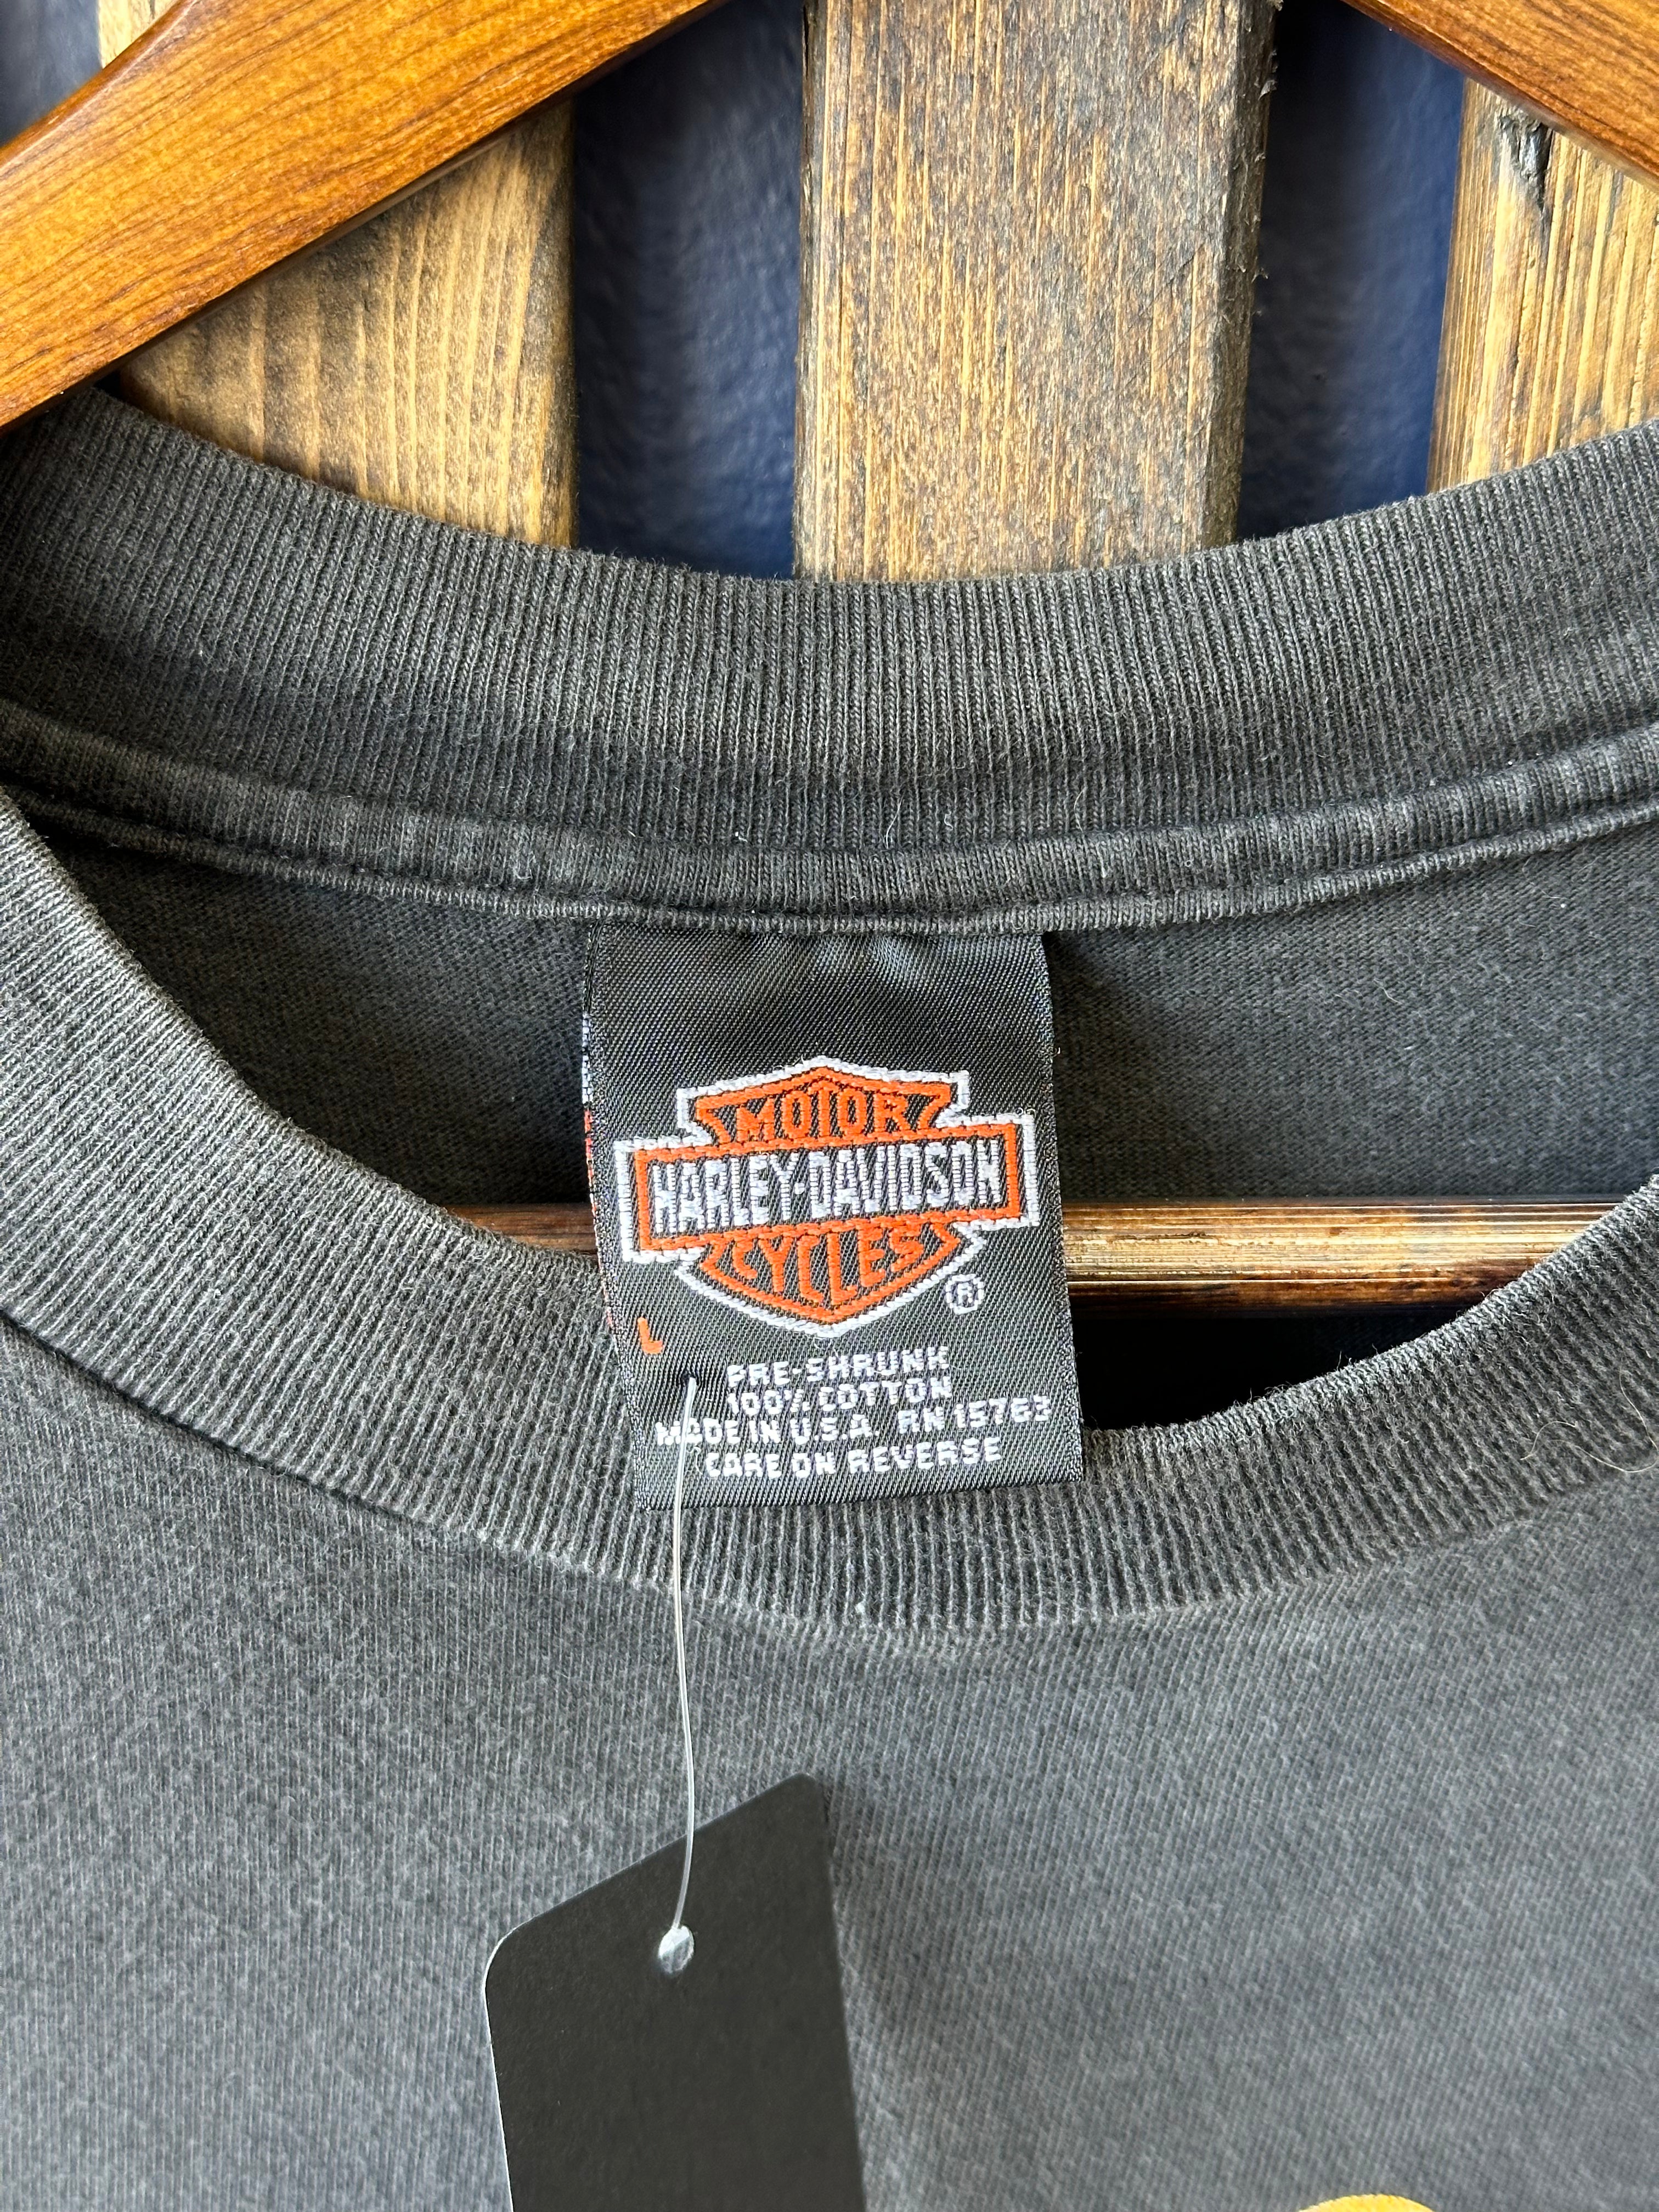 MOTOR
HARLEY-DAVIDSON
CYCLES
®
L
PRE-SHRUNK
100% COTTON
MADE IN U.S.A. RN 15763
CARE ON REVERSE